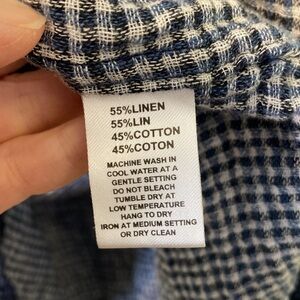 55%LINEN
55%LIN
45%COTTON
45%COTON
MACHINE WASH IN
COOL WATER AT A
GENTLE SETTING
DO NOT BLEACH
TUMBLE DRY AT
LOW TEMPERATURE
HANG TO DRY
IRON AT MEDIUM SETTING
OR DRY CLEAN